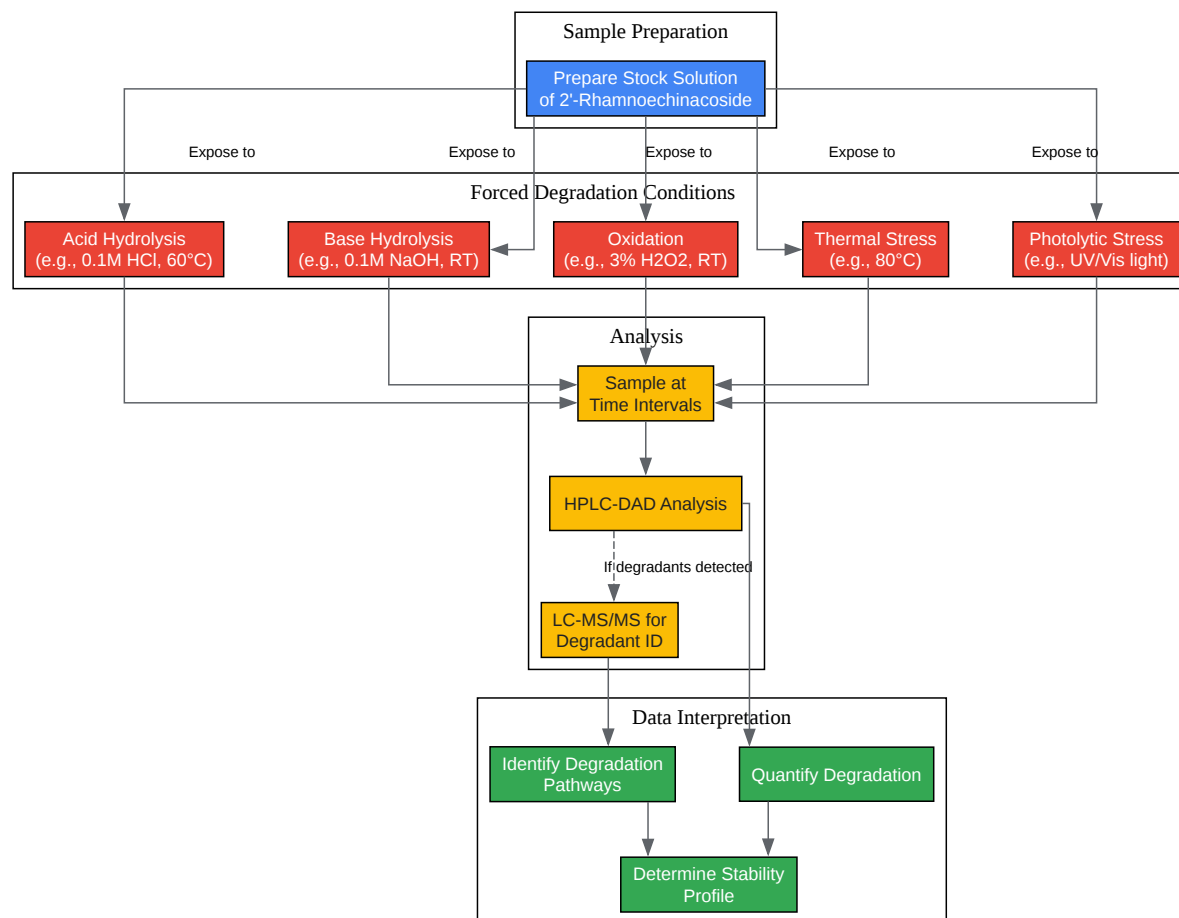 Sample Preparation
Prepare Stock Solution
of 2'-Rhamnoechinacoside
Expose to
Expose to
Expose to
Expose to
Expose to
Forced Degradation Conditions
Acid Hydrolysis
(e.g., 0.1M HCl, 60°C)
Base Hydrolysis
(e.g., 0.1M NaOH, RT)
Oxidation
(e.g., 3% H2O2, RT)
Thermal Stress
(e.g., 80°C)
Photolytic Stress
(e.g., UV/Vis light)
Analysis
Sample at
Time Intervals
HPLC-DAD Analysis
If degradants detected
LC-MS/MS for
Degradant ID
Data Interpretation
Identify Degradation
Pathways
Quantify Degradation
Determine Stability
Profile